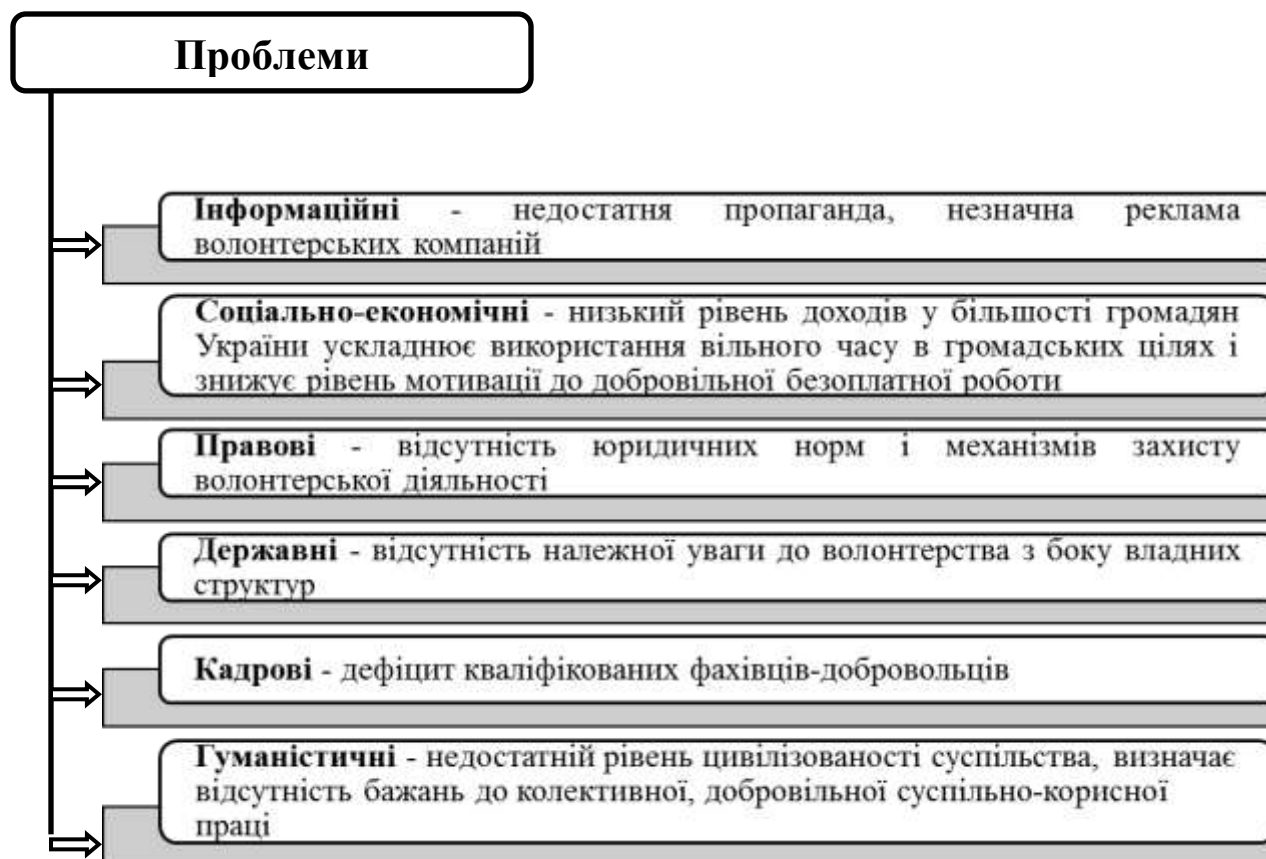 Проблеми
Інформаційні - недостатня пропаганда, незначна реклама
волонтерських компаній
Соціально-економічні - низький рівень доходів у більшості громадян
України ускладнює використання вільного часу в громадських цілях і
знижує рівень мотивації до добровільної безоплатної роботи
Правові - відсутність юридичних норм і механізмів захисту
волонтерської діяльності
Державні - відсутність належної уваги до волонтерства з боку владних
структур
Кадрові - дефіцит кваліфікованих фахівців-добровольців
Гуманістичні - недостатній рівень цивілізованості суспільства, визначає
відсутність бажань до колективної, добровільної суспільно-корисної
праці